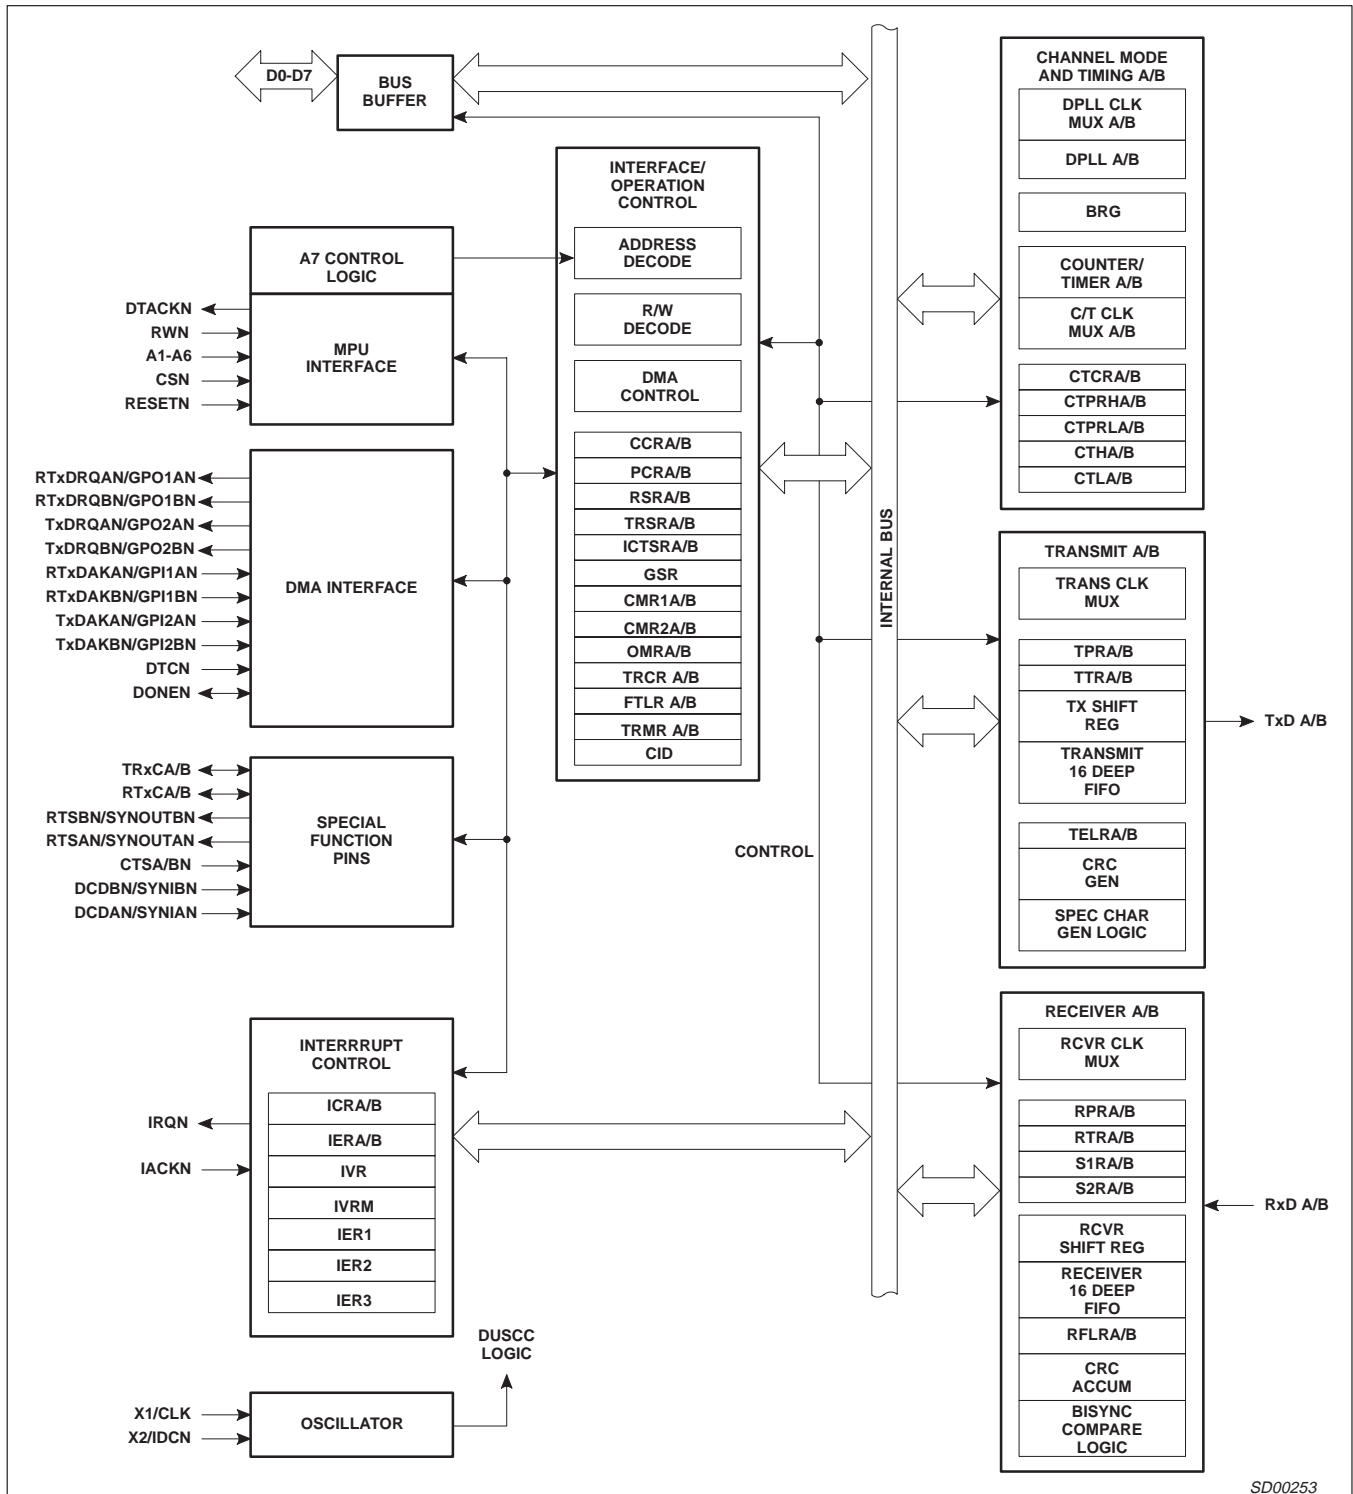 D0-D7
BUS
BUFFER
A7 CONTROL
LOGIC
MPU
INTERFACE
DTACKN
RWN
A1-A6
CSN
RESETN
RTxDRQAN/GPO1AN
RTxDRQBN/GPO1BN
TxDRQAN/GPO2AN
TxDRQBN/GPO2BN
RTxDAKAN/GPI1AN
RTxDAKBN/GPI1BN
TxDAKAN/GPI2AN
TxDAKBN/GPI2BN
DTCN
DONEN
DMA INTERFACE
TRxCA/B
RTxCA/B
RTSBN/SYNOUTBN
RTSAN/SYNOUTAN
CTSA/BN
DCDBN/SYNIBN
DCDAN/SYNIAN
SPECIAL
FUNCTION
PINS
INTERRRUPT
CONTROL
ICRA/B
IERA/B
IVR
IVRM
IER1
IER2
IER3
IRQN
IACKN
DUSCC
LOGIC
X1/CLK
X2/IDCN
OSCILLATOR
INTERFACE/
OPERATION
CONTROL
ADDRESS
DECODE
R/W
DECODE
DMA
CONTROL
CCRA/B
PCRA/B
RSRA/B
TRSRA/B
ICTSRA/B
GSR
CMR1A/B
CMR2A/B
OMRA/B
TRCR A/B
FTLR A/B
TRMR A/B
CID
CONTROL
INTERNAL BUS
CHANNEL MODE
AND TIMING A/B
DPLL CLK
MUX A/B
DPLL A/B
BRG
COUNTER/
TIMER A/B
C/T CLK
MUX A/B
CTCRA/B
CTPRHA/B
CTPRLA/B
CTHA/B
CTLA/B
TRANSMIT A/B
TRANS CLK
MUX
TPRA/B
TTRA/B
TX SHIFT
REG
TRANSMIT
16 DEEP
FIFO
TELRA/B
CRC
GEN
SPEC CHAR
GEN LOGIC
TxD A/B
RECEIVER A/B
RCVR CLK
MUX
RPRA/B
RTRA/B
S1RA/B
S2RA/B
RCVR
SHIFT REG
RECEIVER
16 DEEP
FIFO
RFLRA/B
CRC
ACCUM
BISYNC
COMPARE
LOGIC
RxD A/B
SD00253